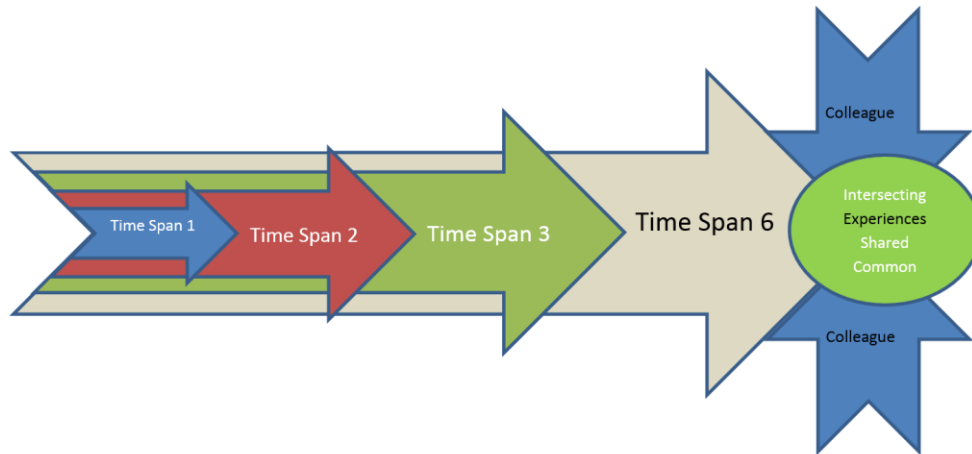 Colleague
Time Span 1
Time Span 2
Time Span 3
Time Span 6
Intersecting
Experiences
Shared
Common
Colleague